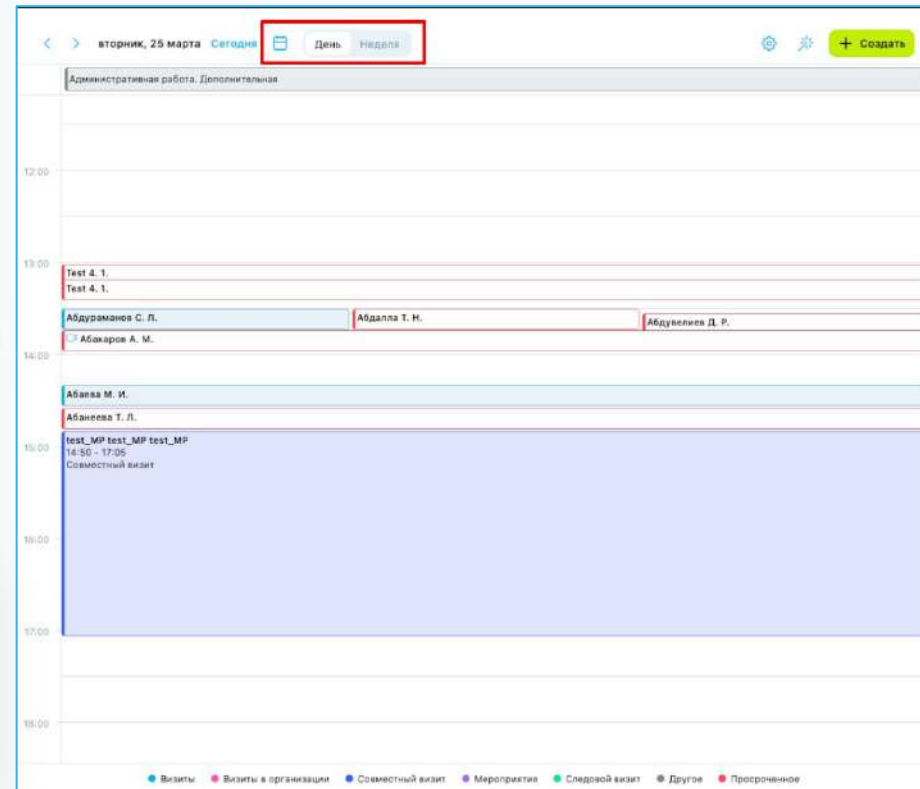 вторник, 25 марта Сегодня День Неделя + Создать
Административная работа. Дополнительная
12:00
13:00
Test 4. 1.
Test 4. 1.
Абдураманов С. Л. Абдалла Т. Н. Абдувелиев Д. Р.
Абакаров А. М.
14:00
Абаева М. И.
Абанеева Т. Л.
test_MP test_MP test_MP
15:00 14:50 - 17:05
Совместный визит
16:00
17:00
18:00
Визиты Визиты в организации Совместный визит Мероприятия Следовой визит Другое Просроченное